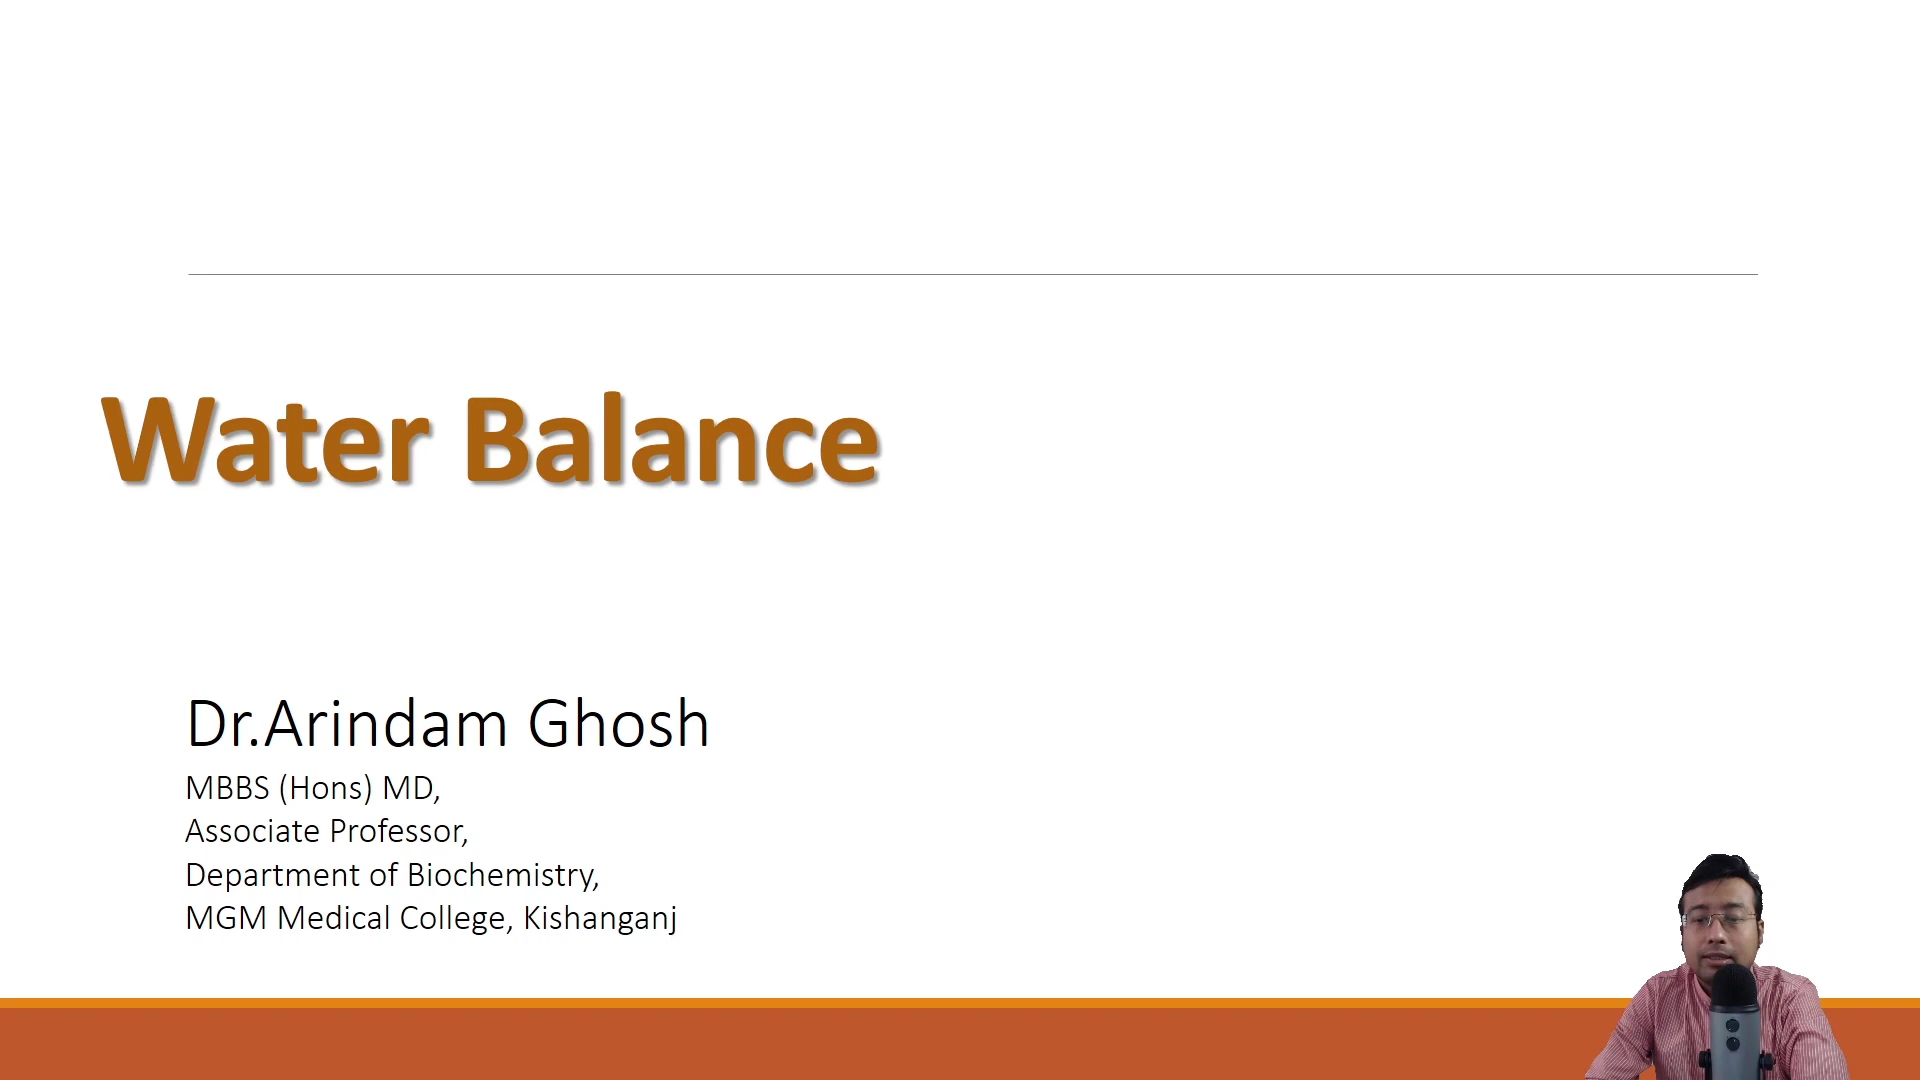 Water Balance
Dr.Arindam Ghosh
MBBS (Hons) MD,
Associate Professor,
Department of Biochemistry,
MGM Medical College, Kishanganj